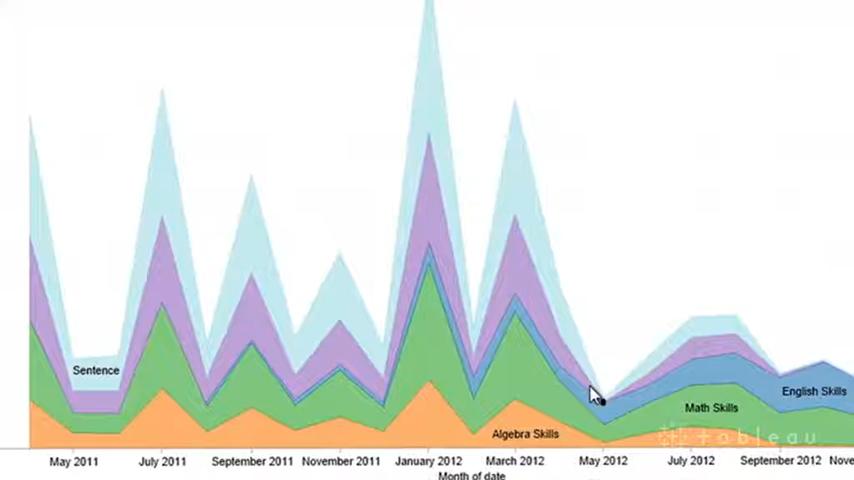 Sentence
English Skills
Math Skills
Algebra Skills
tableau
May 2011
July 2011
September 2011
November 2011
January 2012
March 2012
May 2012
July 2012
September 2012
Nove
Month of date